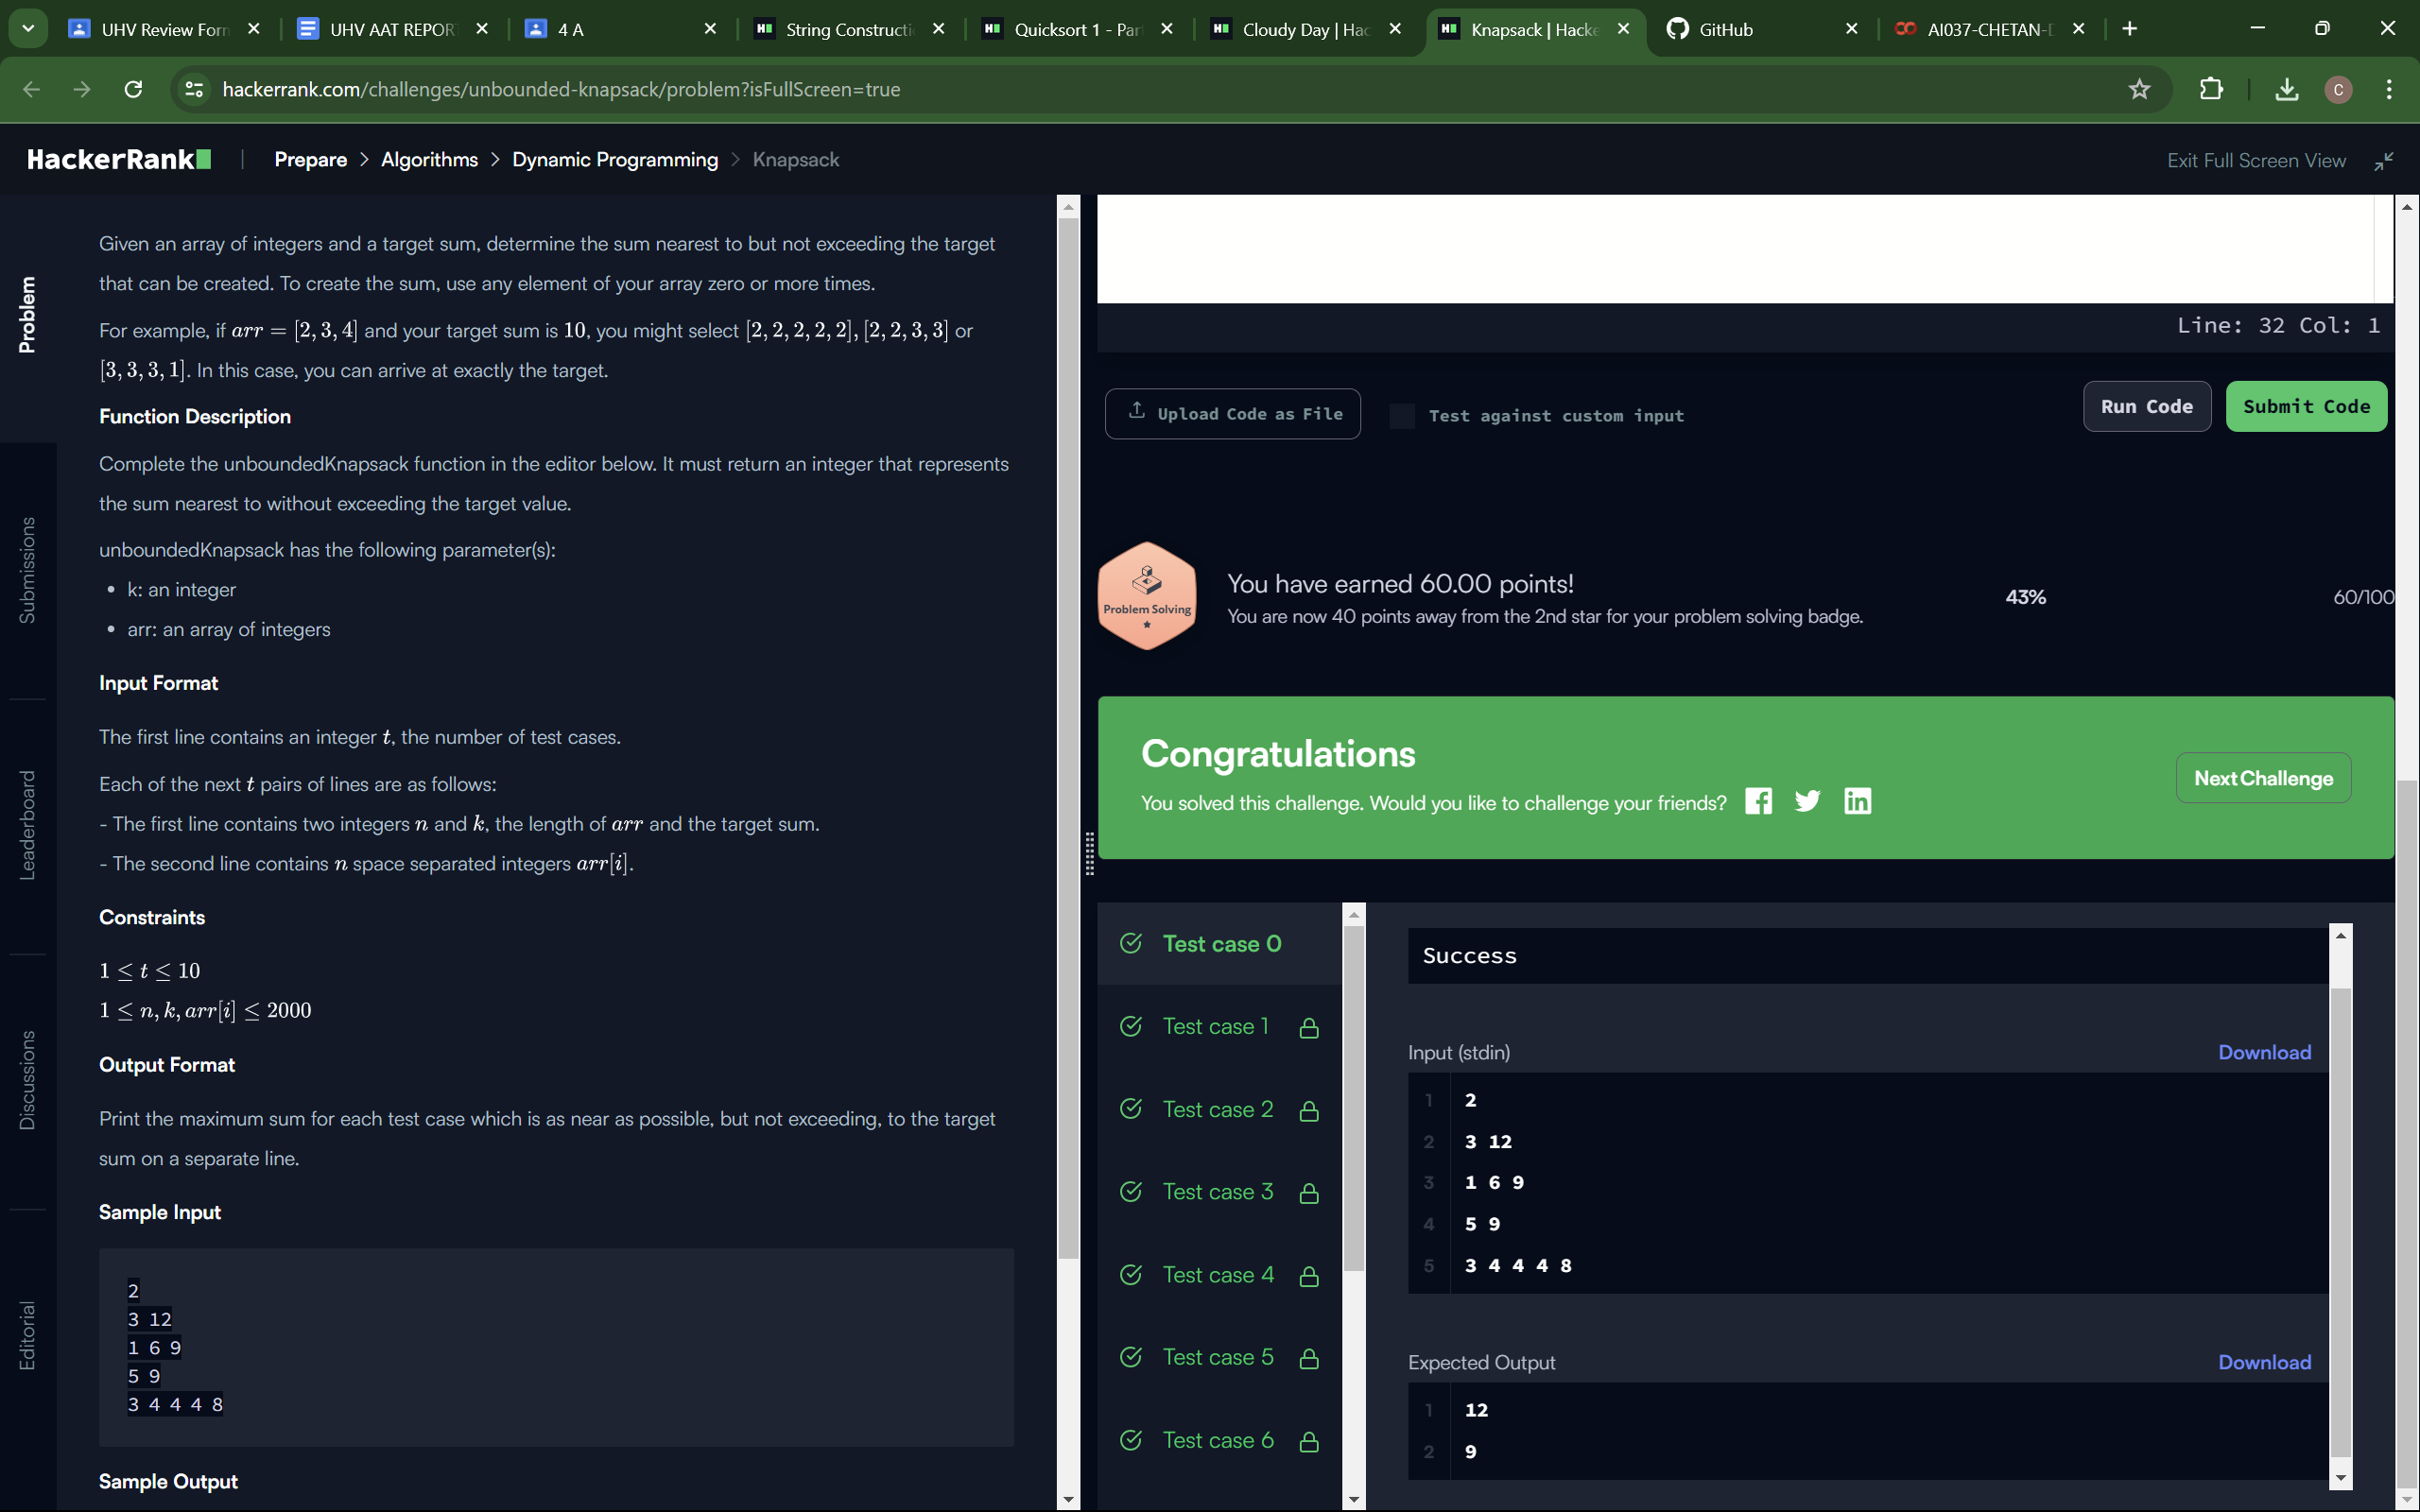 UHV Review Forn
UHV AAT REPOR
4 A
String Constructi
Quicksort 1 - Par
Cloudy Day | Hac
Knapsack | Hacke
GitHub
AI037-CHETAN-D
hackerrank.com/challenges/unbounded-knapsack/problem?isFullScreen=true
C
HackerRank
Prepare > Algorithms > Dynamic Programming > Knapsack
Exit Full Screen View
Problem
Submissions
Leaderboard
Discussions
Editorial
Given an array of integers and a target sum, determine the sum nearest to but not exceeding the target
that can be created. To create the sum, use any element of your array zero or more times.
For example, if arr = [2, 3, 4] and your target sum is 10, you might select [2, 2, 2, 2, 2], [2, 2, 3, 3] or
[3, 3, 3, 1]. In this case, you can arrive at exactly the target.
Function Description
Complete the unboundedKnapsack function in the editor below. It must return an integer that represents
the sum nearest to without exceeding the target value.
unboundedKnapsack has the following parameter(s):
• k: an integer
• arr: an array of integers
Input Format
The first line contains an integer t, the number of test cases.
Each of the next t pairs of lines are as follows:
- The first line contains two integers n and k, the length of arr and the target sum.
- The second line contains n space separated integers arr[i].
Constraints
1 ≤ t ≤ 10
1 ≤ n, k, arr[i] ≤ 2000
Output Format
Print the maximum sum for each test case which is as near as possible, but not exceeding, to the target
sum on a separate line.
Sample Input
2
3 12
1 6 9
5 9
3 4 4 4 8
Sample Output
Line: 32 Col: 1
Upload Code as File
Test against custom input
Run Code
Submit Code
Problem Solving
You have earned 60.00 points!
You are now 40 points away from the 2nd star for your problem solving badge.
43%
60/100
Congratulations
You solved this challenge. Would you like to challenge your friends?
Next Challenge
Test case 0
Test case 1
Test case 2
Test case 3
Test case 4
Test case 5
Test case 6
Success
Input (stdin)
Download
1 2
2 3 12
3 1 6 9
4 5 9
5 3 4 4 4 8
Expected Output
Download
1 12
2 9